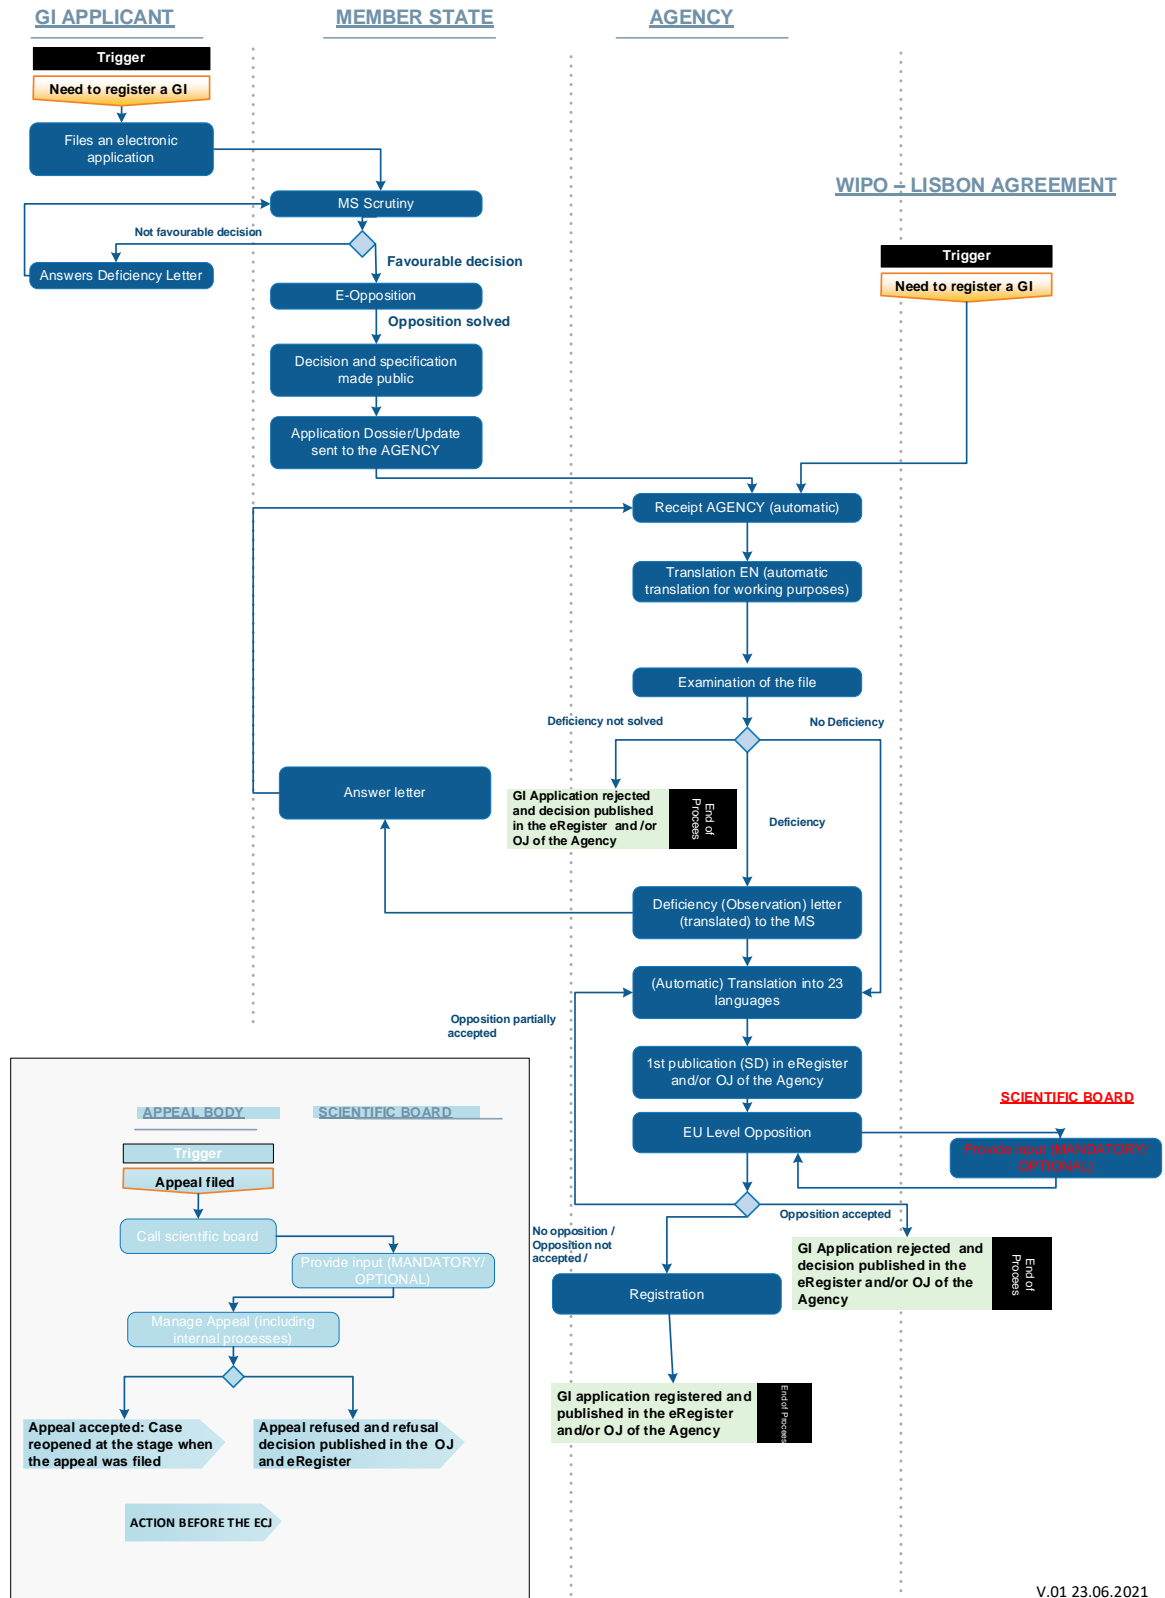 GI APPLICANT
MEMBER STATE
AGENCY
Trigger
Need to register a GI
Files an electronic
application
WIPO – LISBON AGREEMENT
MS Scrutiny
Not favourable decision
Answers Deficiency Letter
Favourable decision
Trigger
Need to register a GI
E-Opposition
Opposition solved
Decision and specification
made public
Application Dossier/Update
sent to the AGENCY
Receipt AGENCY (automatic)
Translation EN (automatic
translation for working purposes)
Examination of the file
Deficiency not solved
No Deficiency
Answer letter
GI Application rejected
and decision published
in the eRegister and /or
OJ of the Agency
End of
Procees
Deficiency
Deficiency (Observation) letter
(translated) to the MS
(Automatic) Translation into 23
languages
Opposition partially
accepted
1st publication (SD) in eRegister
and/or OJ of the Agency
SCIENTIFIC BOARD
EU Level Opposition
Provide input (MANDATORY/
OPTIONAL)
Opposition accepted
No opposition /
Opposition not
accepted /
GI Application rejected and
decision published in the
eRegister and/or OJ of the
Agency
End of
Procees
Registration
GI application registered and
published in the eRegister
and/or OJ of the Agency
End of Procees
APPEAL BODY
SCIENTIFIC BOARD
Trigger
Appeal filed
Call scientific board
Provide input (MANDATORY/
OPTIONAL)
Manage Appeal (including
internal processes)
Appeal accepted: Case
reopened at the stage when
the appeal was filed
Appeal refused and refusal
decision published in the OJ
and eRegister
ACTION BEFORE THE ECJ
V.01 23.06.2021